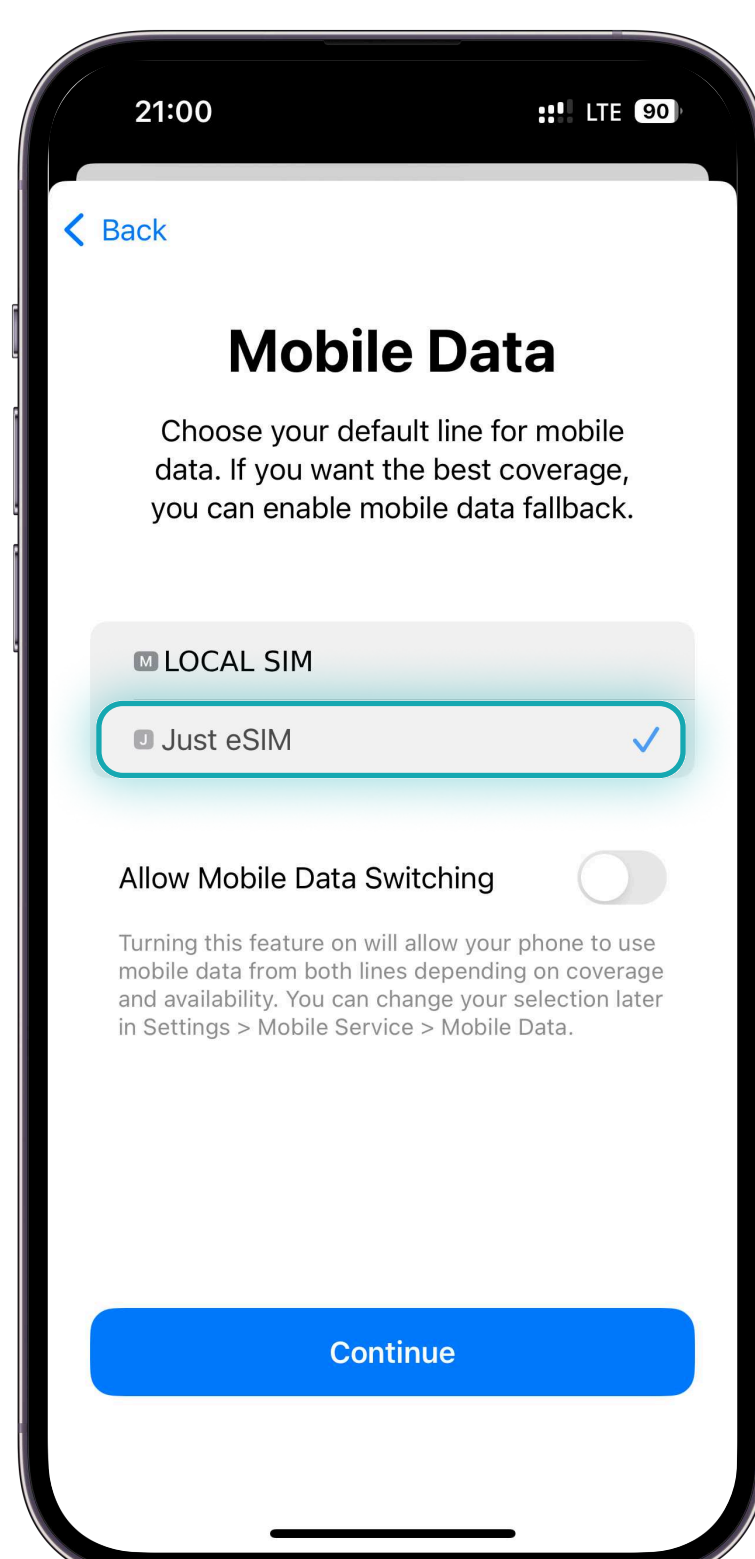 21:00 LTE 90
Back
Mobile Data
Choose your default line for mobile
data. If you want the best coverage,
you can enable mobile data fallback.
M LOCAL SIM
J Just eSIM
Allow Mobile Data Switching
Turning this feature on will allow your phone to use
mobile data from both lines depending on coverage
and availability. You can change your selection later
in Settings > Mobile Service > Mobile Data.
Continue